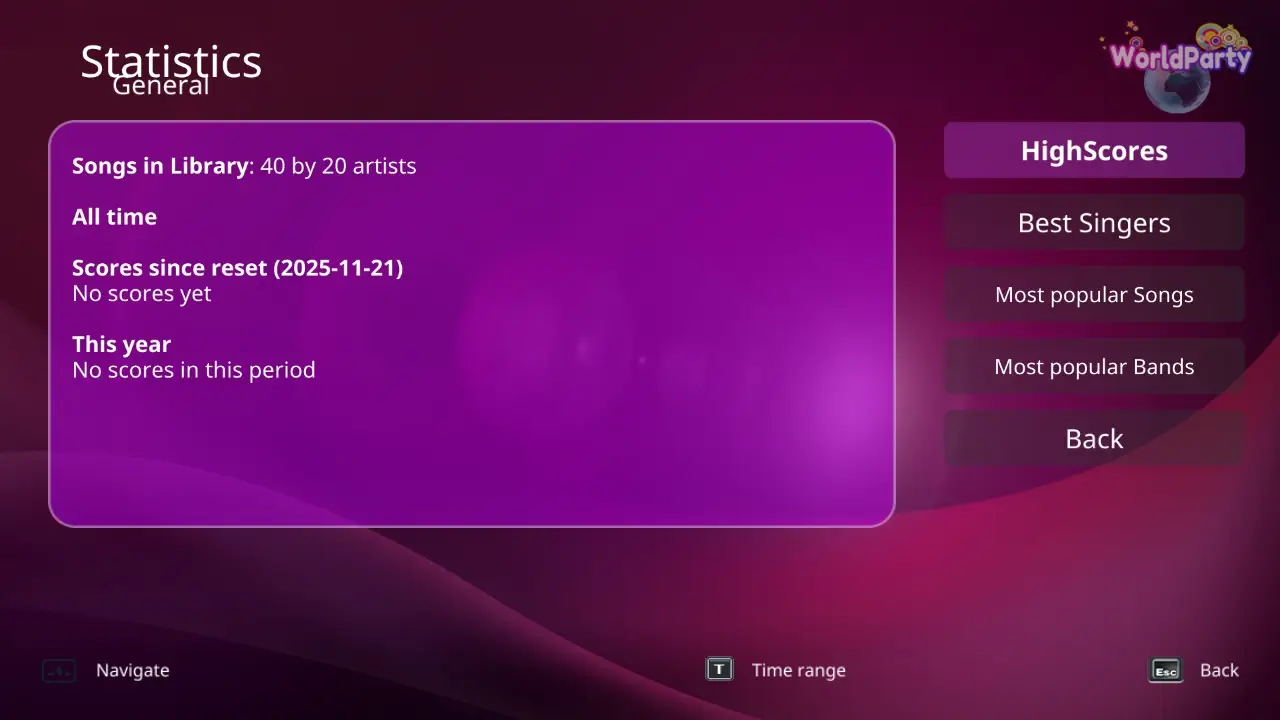 Statistics
General
WorldParty
Songs in Library: 40 by 20 artists
All time
Scores since reset (2025-11-21)
No scores yet
This year
No scores in this period
HighScores
Best Singers
Most popular Songs
Most popular Bands
Back
Navigate
T Time range
Esc Back